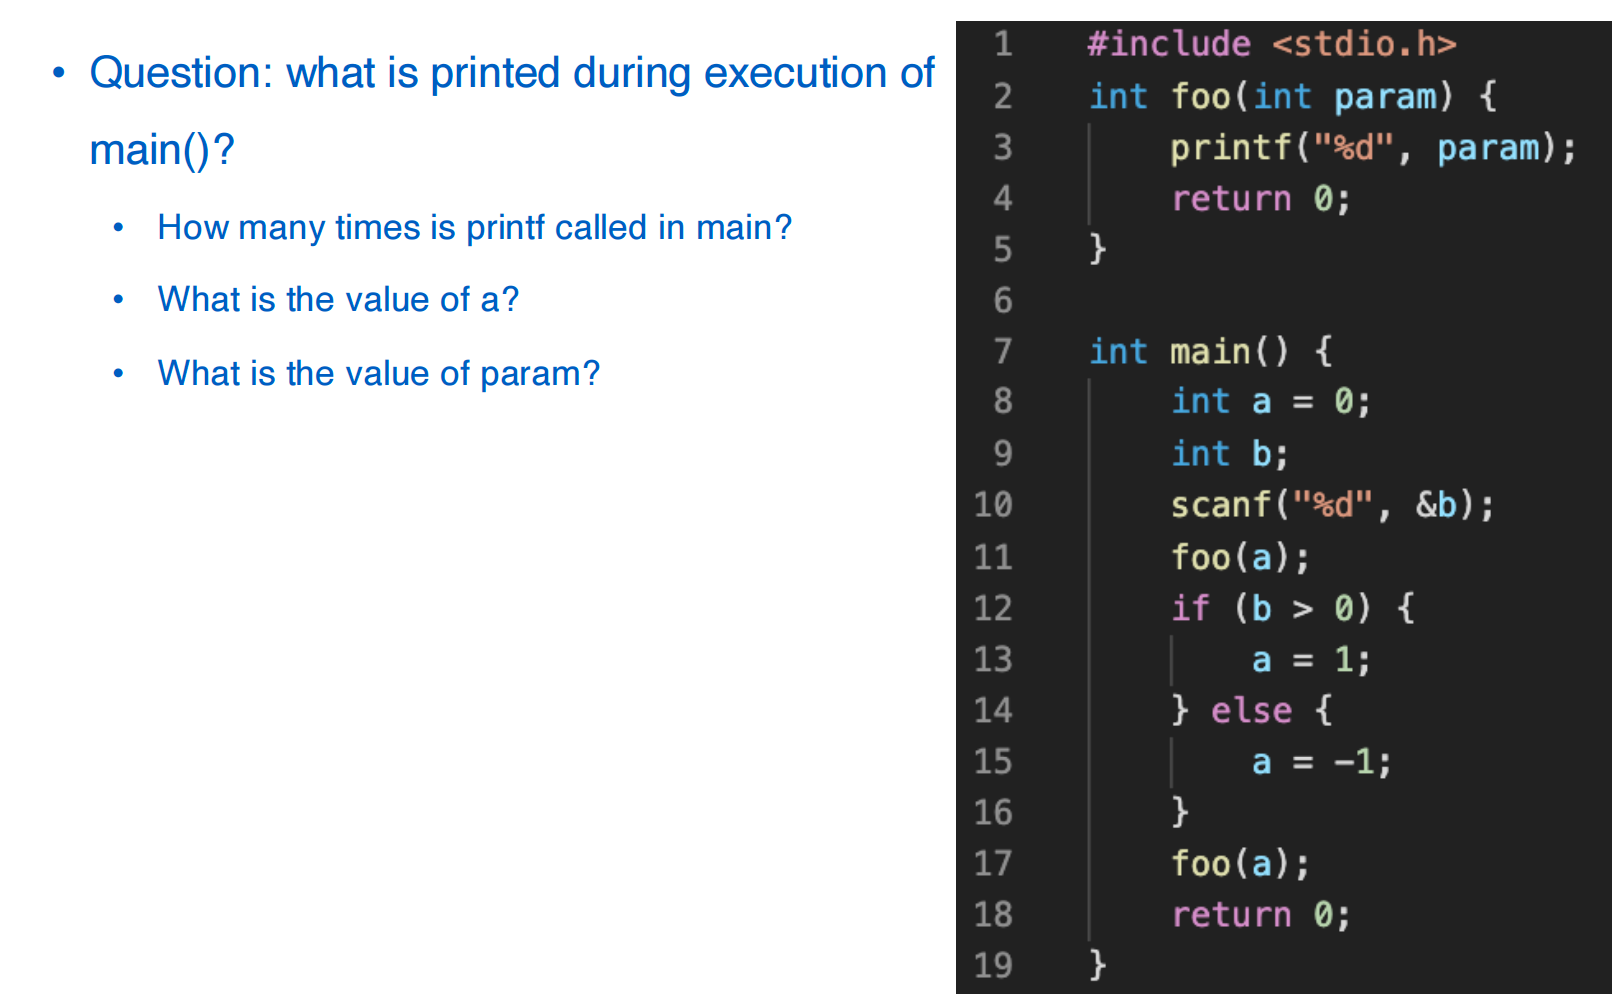 • Question: what is printed during execution of
main()?
• How many times is printf called in main?
• What is the value of a?
• What is the value of param?
1 #include <stdio.h>
2 int foo(int param) {
3     printf("%d", param);
4     return 0;
5 }
6
7 int main() {
8     int a = 0;
9     int b;
10     scanf("%d", &b);
11     foo(a);
12     if (b > 0) {
13         a = 1;
14     } else {
15         a = -1;
16     }
17     foo(a);
18     return 0;
19 }